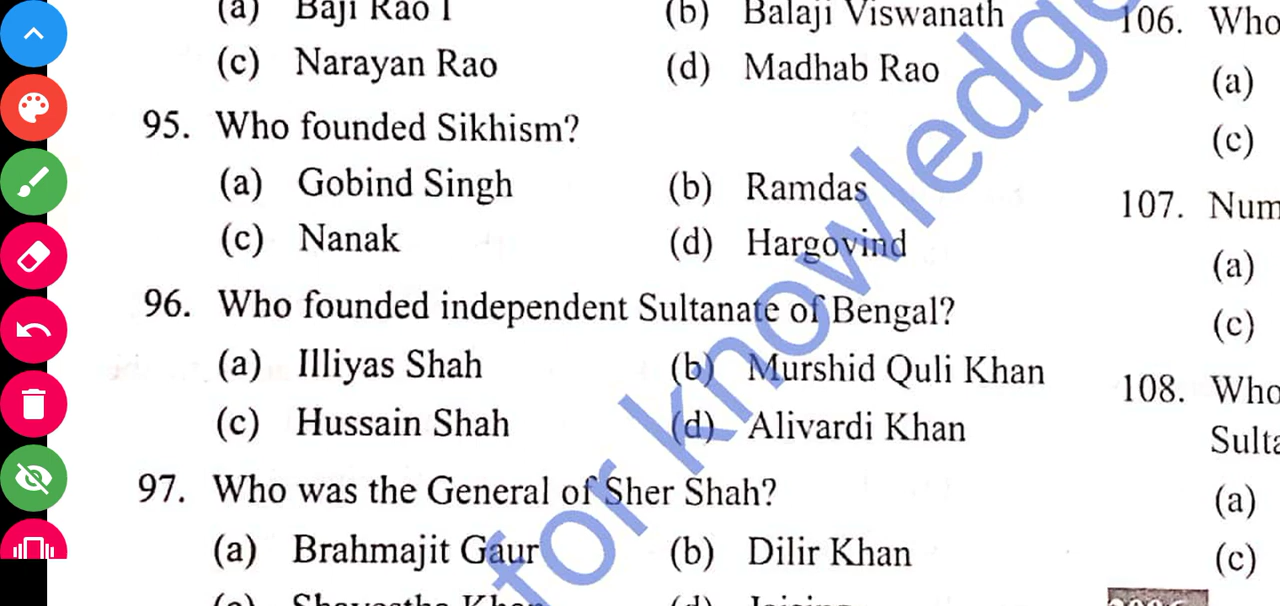 (a) Baji Rao I (b) Balaji Viswanath
(c) Narayan Rao (d) Madhab Rao
95. Who founded Sikhism?
(a) Gobind Singh (b) Ramdas
(c) Nanak (d) Hargovind
96. Who founded independent Sultanate of Bengal?
(a) Illiyas Shah (b) Murshid Quli Khan
(c) Hussain Shah (d) Alivardi Khan
97. Who was the General of Sher Shah?
(a) Brahmajit Gaur (b) Dilir Khan
(c) (d)
106. Who
(a)
(c)
107. Num
(a)
(c)
108. Who
Sulta
(a)
(c)
for knowledge